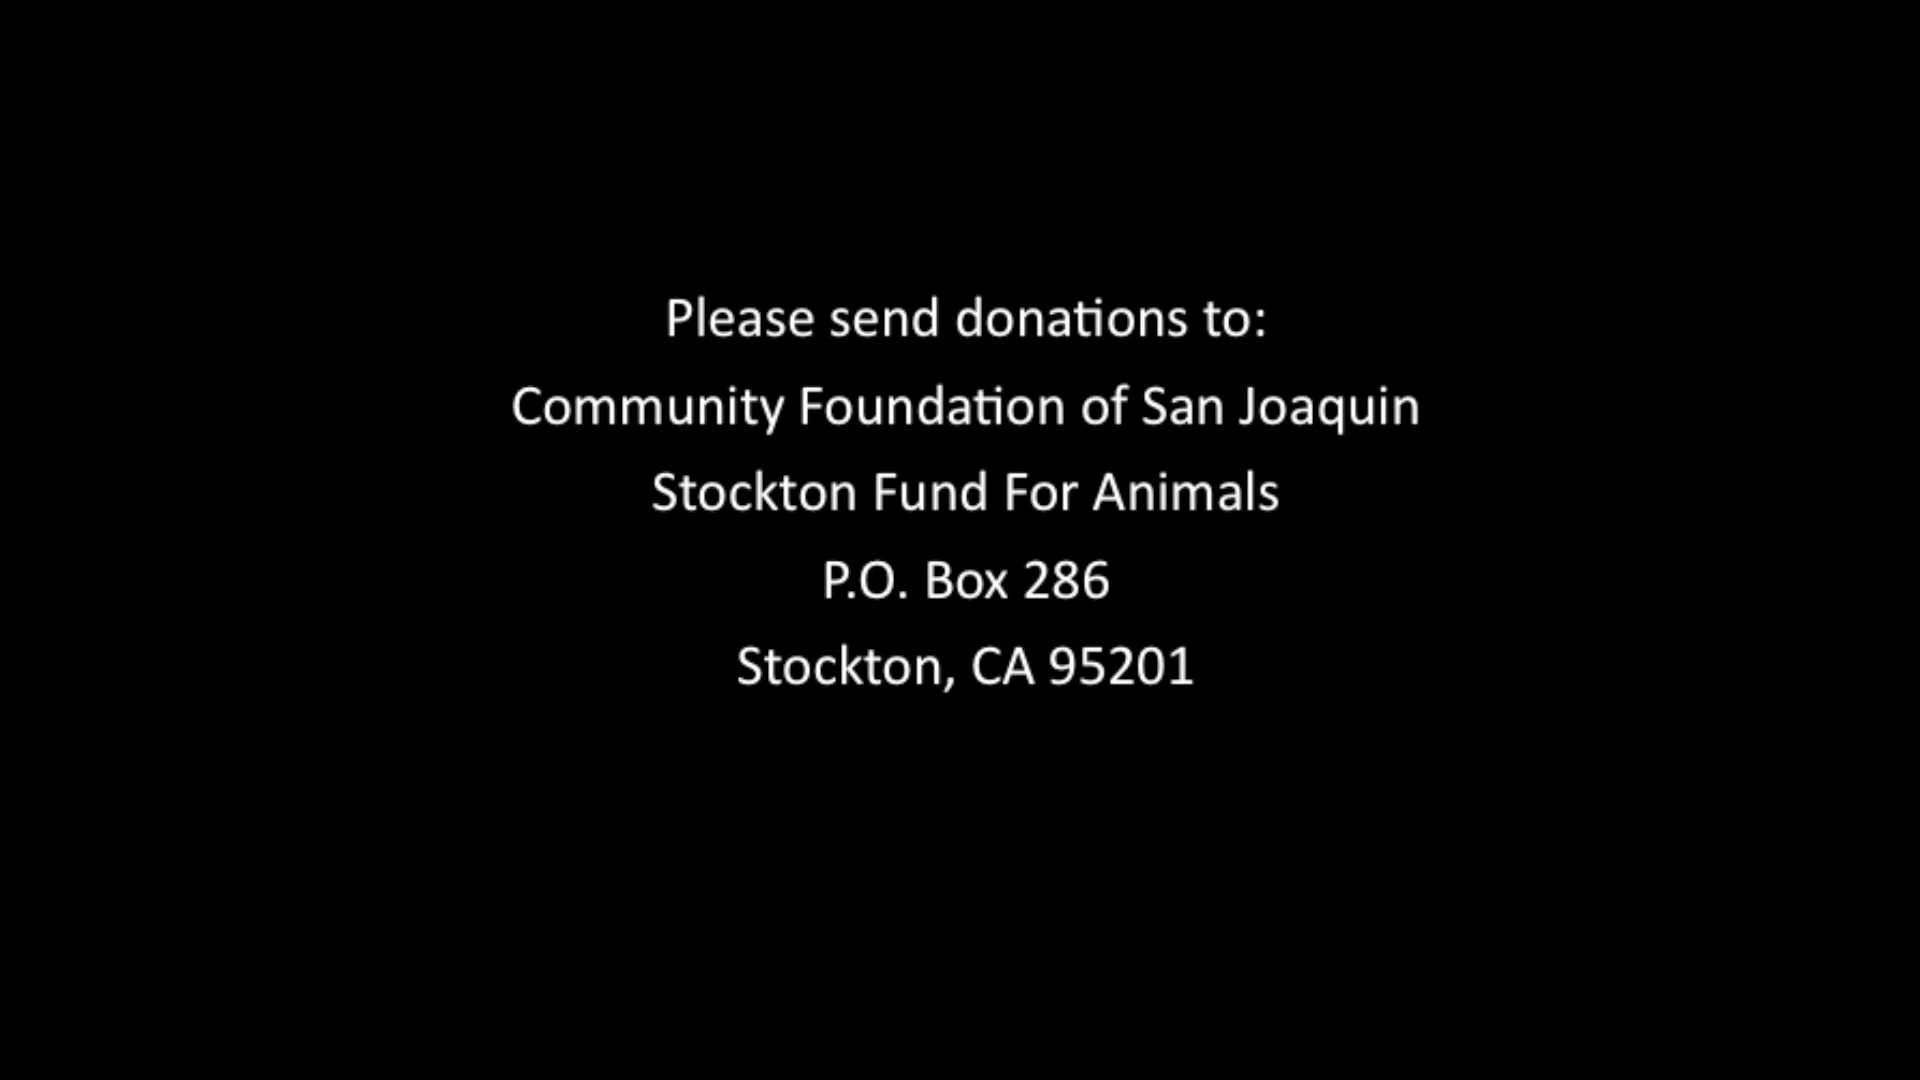 Please send donations to:
Community Foundation of San Joaquin
Stockton Fund For Animals
P.O. Box 286
Stockton, CA 95201